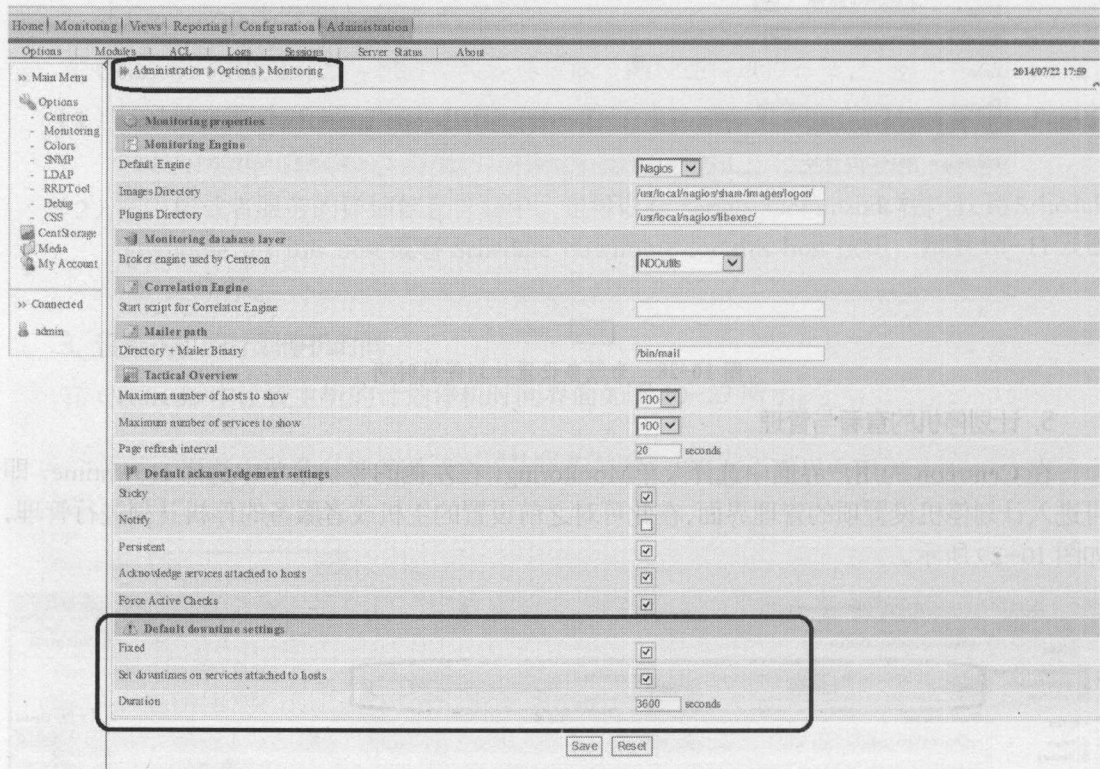 Home Monitoring Views Reporting Configuration Administration
Options Modules ACL Logs Sessions Server Status About
Main Menu
Administration Options Monitoring
2014/07/22 17:59
Options
- Centreon
- Monitoring
- Colors
- SNMP
- LDAP
- RRDTool
- Debug
- CSS
CentStorage
Media
My Account
Connected
admin
Monitoring properties
Monitoring Engine
Default Engine
Nagios
Images Directory
/usr/local/nagios/share/images/logos/
Plugins Directory
/usr/local/nagios/libexec/
Monitoring database layer
Broker engine used by Centreon
NDOutils
Correlation Engine
Start script for Correlator Engine
Mailer path
Directory + Mailer Binary
/bin/mail
Tactical Overview
Maximum number of hosts to show
100
Maximum number of services to show
100
Page refresh interval
20 seconds
Default acknowledgement settings
Sticky
Notify
Persistent
Acknowledge services attached to hosts
Force Active Checks
Default downtime settings
Fixed
Set downtimes on services attached to hosts
Duration
3600 seconds
Save Reset